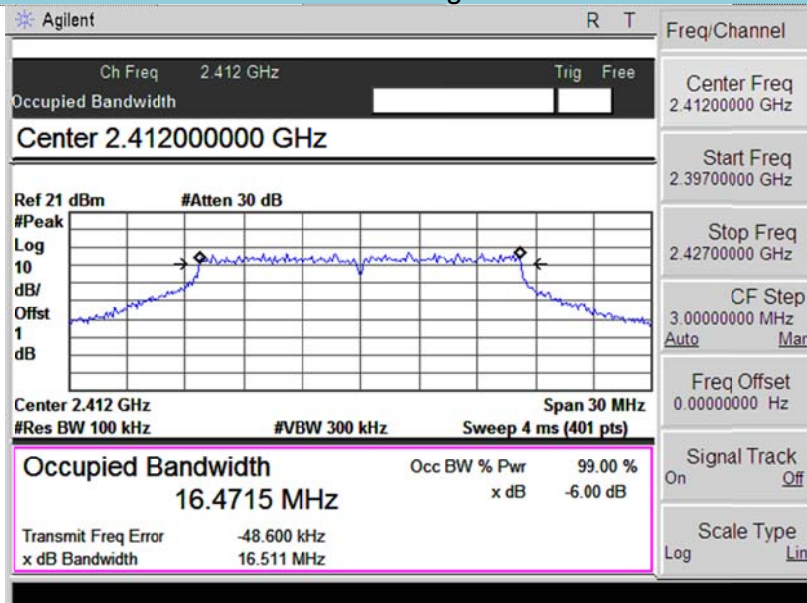 Agilent
R T
Ch Freq 2.412 GHz Trig Free
Occupied Bandwidth
Center 2.412000000 GHz
Ref 21 dBm #Atten 30 dB
#Peak
Log
10
dB/
Offst
1
dB
Center 2.412 GHz Span 30 MHz
#Res BW 100 kHz #VBW 300 kHz Sweep 4 ms (401 pts)
Occupied Bandwidth Occ BW % Pwr 99.00 %
16.4715 MHz x dB -6.00 dB
Transmit Freq Error -48.600 kHz
x dB Bandwidth 16.511 MHz
Freq/Channel
Center Freq
2.41200000 GHz
Start Freq
2.39700000 GHz
Stop Freq
2.42700000 GHz
CF Step
3.00000000 MHz
Auto Man
Freq Offset
0.00000000 Hz
Signal Track
On Off
Scale Type
Log Lin